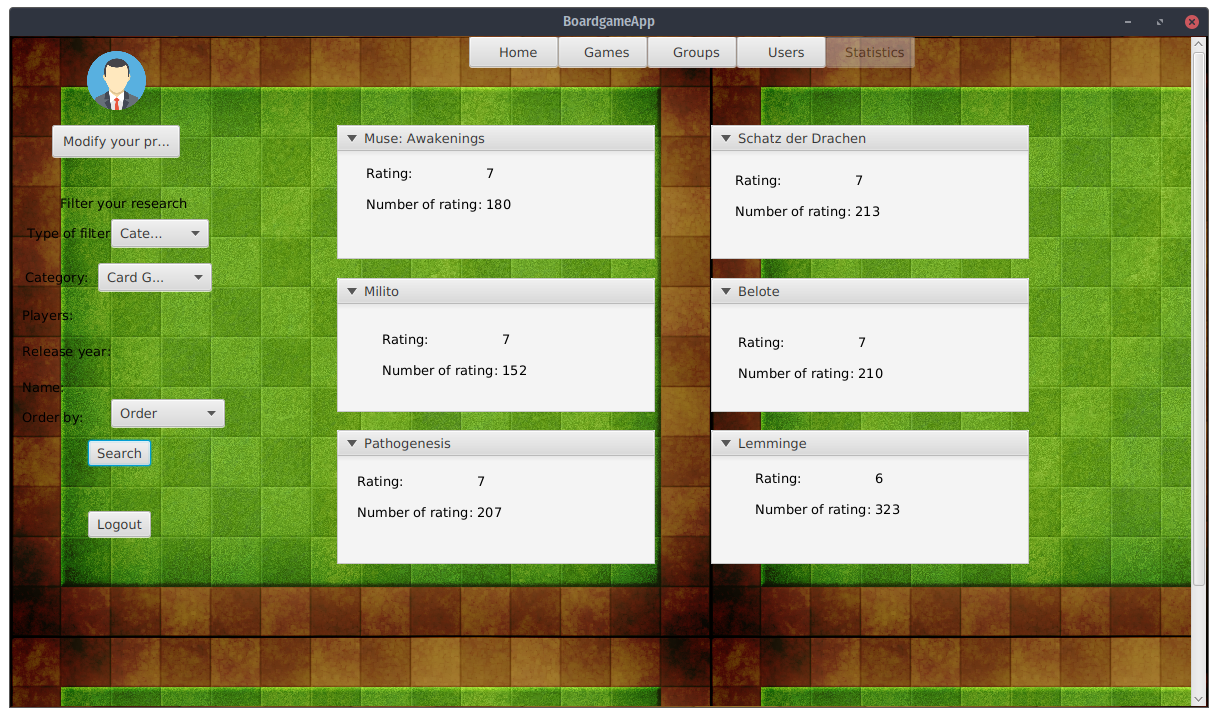 BoardgameApp
Home Games Groups Users Statistics
Modify your pr...
Filter your research
Type of filter Cate...
Category: Card G...
Players:
Release year:
Name:
Order by: Order
Search
Logout
Muse: Awakenings
Rating: 7
Number of rating: 180
Schatz der Drachen
Rating: 7
Number of rating: 213
Milito
Rating: 7
Number of rating: 152
Belote
Rating: 7
Number of rating: 210
Pathogenesis
Rating: 7
Number of rating: 207
Lemminge
Rating: 6
Number of rating: 323